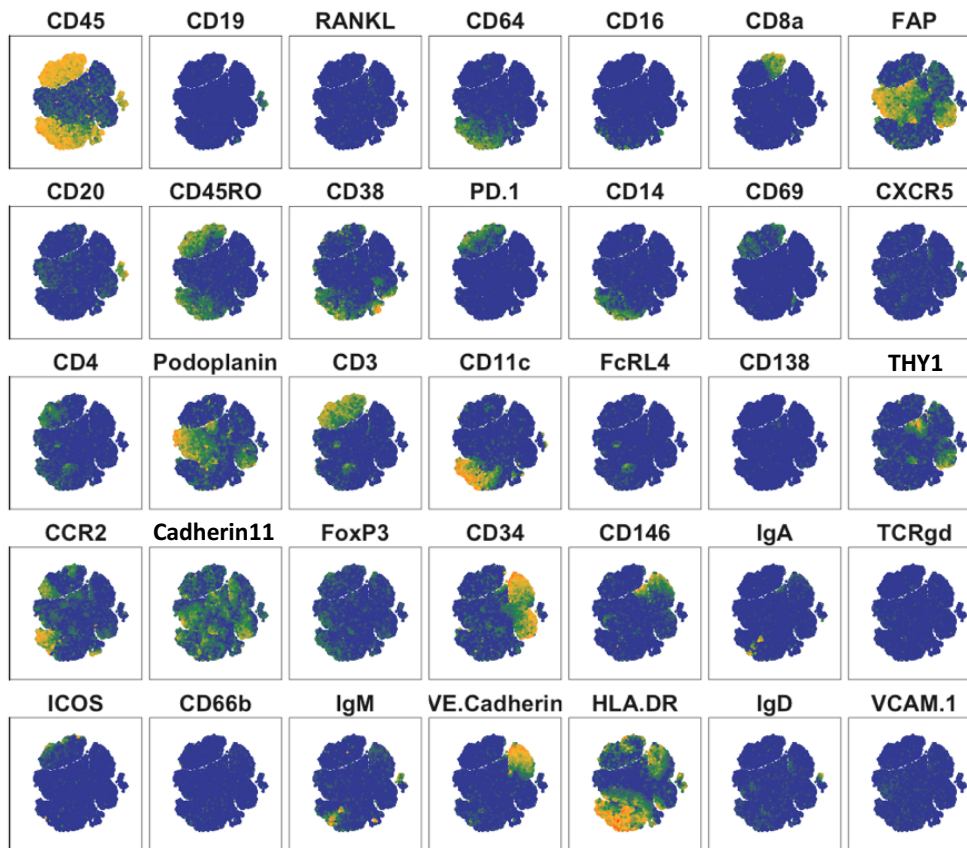 CD45 CD19 RANKL CD64 CD16 CD8a FAP
CD20 CD45RO CD38 PD.1 CD14 CD69 CXCR5
CD4 Podoplanin CD3 CD11c FcRL4 CD138 THY1
CCR2 Cadherin11 FoxP3 CD34 CD146 IgA TCRgd
ICOS CD66b IgM VE.Cadherin HLA.DR IgD VCAM.1